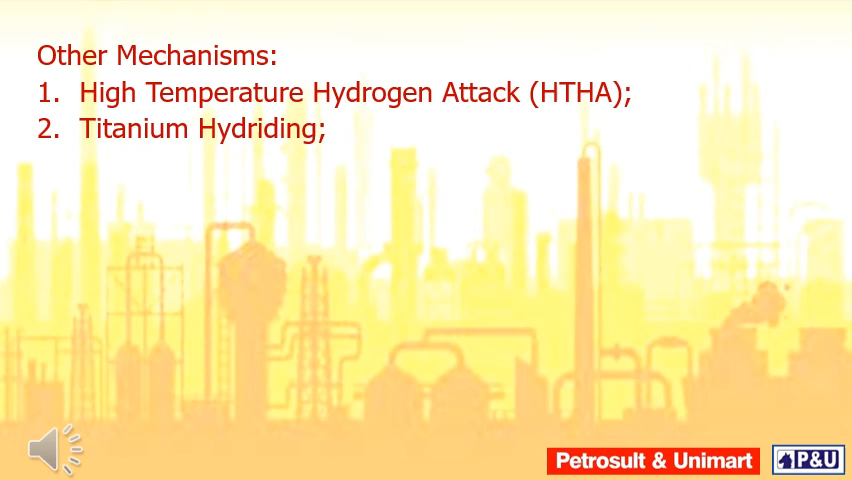 Other Mechanisms:
1. High Temperature Hydrogen Attack (HTHA);
2. Titanium Hydriding;
Petrosult & Unimart
P&U